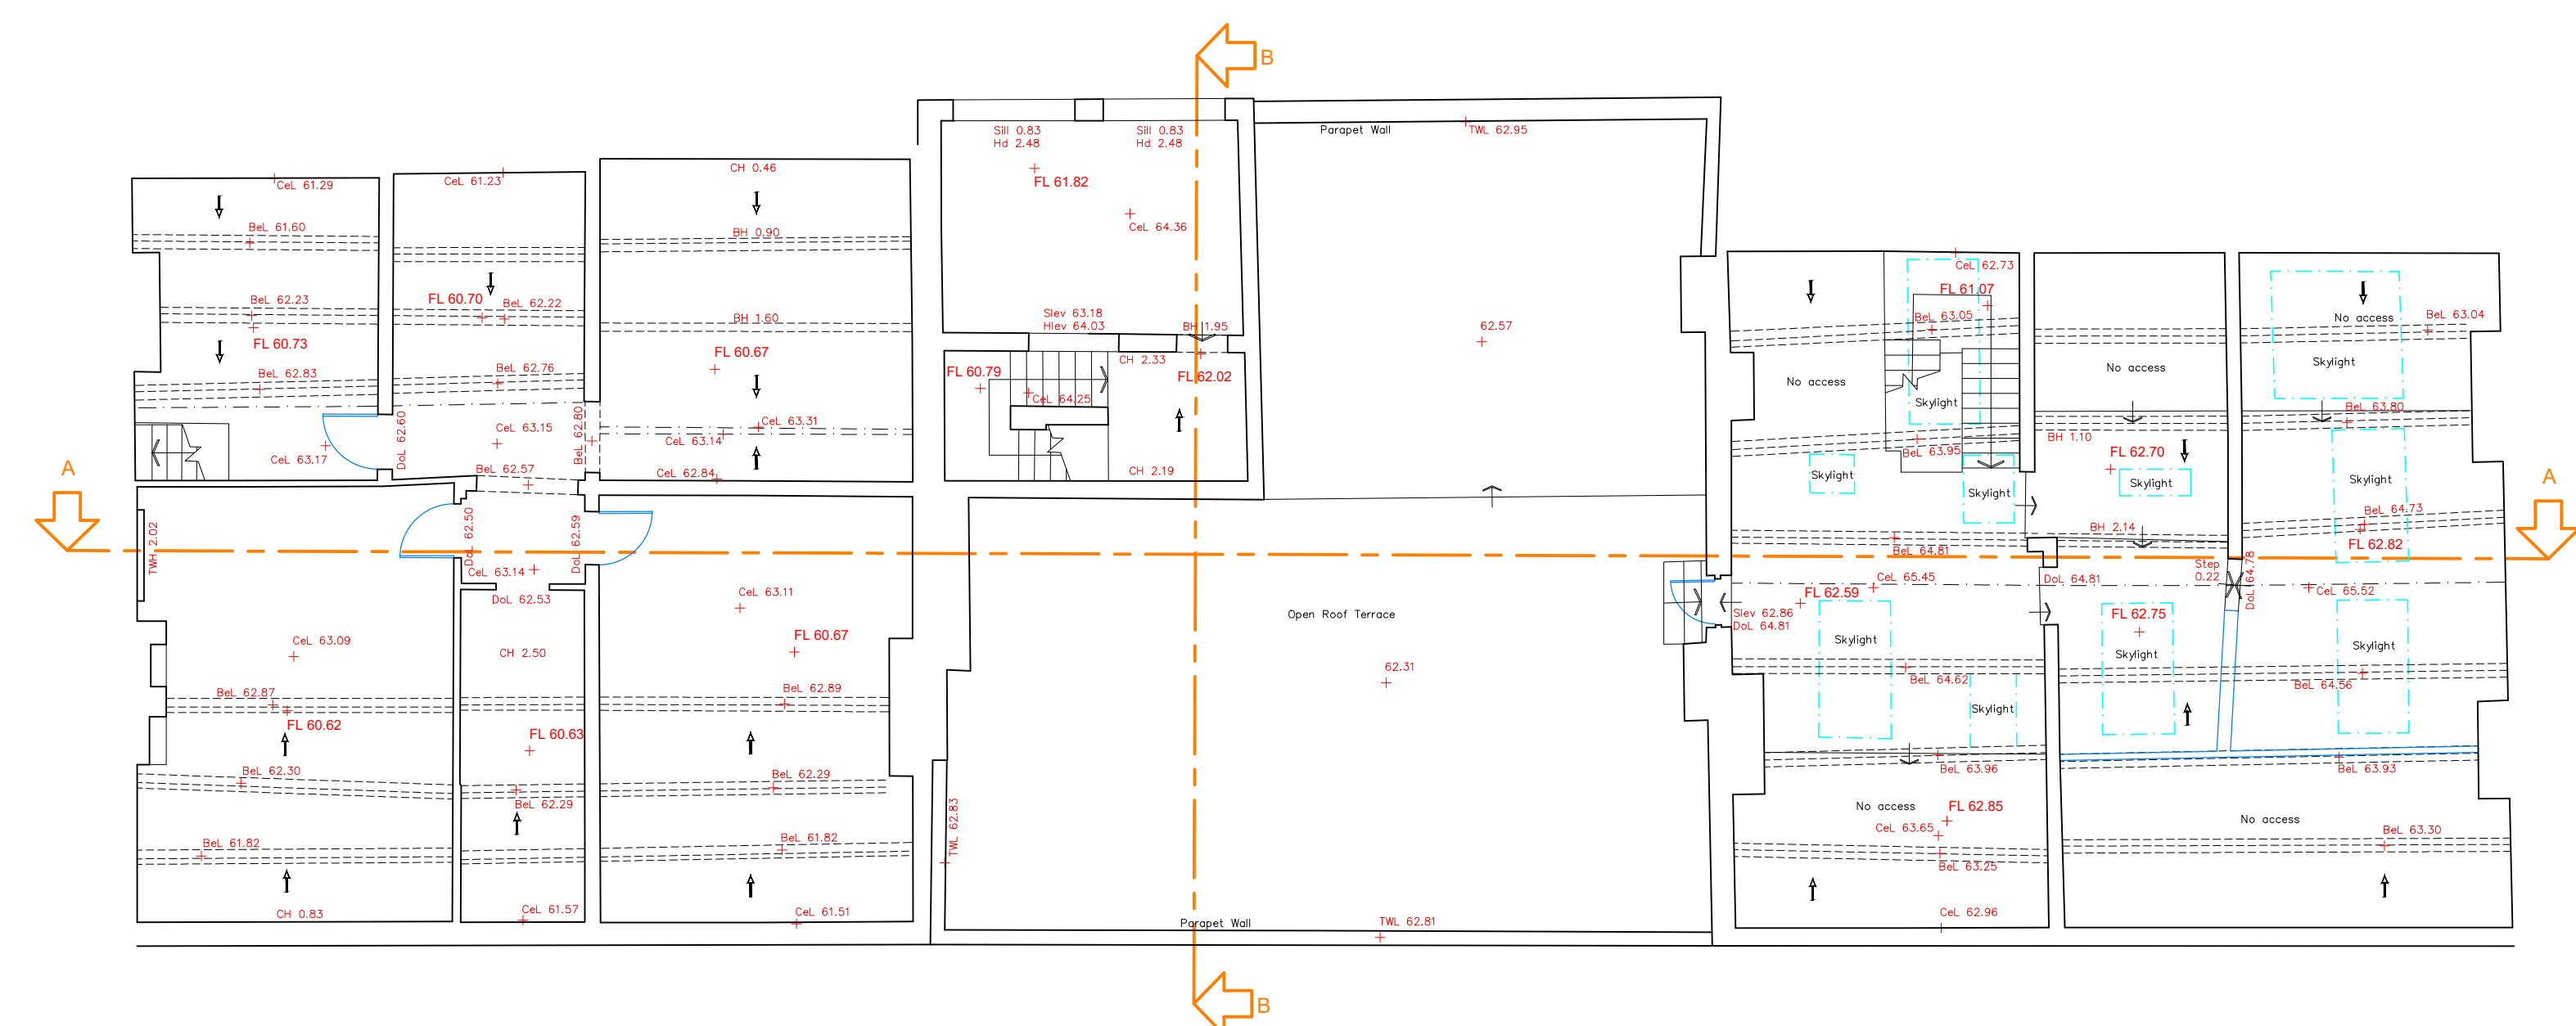 B
Parapet Wall
TWL 62.95
Sill 0.83
Hd 2.48
Sill 0.83
Hd 2.48
CH 0.46
CeL 61.29
CeL 61.23
FL 61.82
BeL 61.60
BH 0.90
CeL 64.36
CeL 62.73
FL 61.07
BeL 62.23
FL 60.70
BeL 62.22
BH 1.60
Slev 63.18
Hlev 64.03
BH 1.95
62.57
BeL 63.05
No access
BeL 63.04
FL 60.73
FL 60.67
CH 2.33
Skylight
BeL 62.83
BeL 62.76
FL 60.79
FL 62.02
No access
No access
CeL 64.25
Skylight
BeL 63.80
DoL 62.60
BeL 62.80
CeL 63.15
CeL 63.31
CeL 63.14
CeL 63.17
BH 1.10
BeL 63.95
FL 62.70
A
BeL 62.57
CeL 62.84
CH 2.19
Skylight
Skylight
Skylight
Skylight
A
TWH 2.02
DoL 62.50
DoL 62.59
BeL 64.81
BH 2.14
BeL 64.73
FL 62.82
CeL 63.14
CeL 65.45
DoL 64.81
Step
0.22
DoL 64.78
CeL 65.52
DoL 62.53
CeL 63.11
Open Roof Terrace
Slev 62.86
DoL 64.81
FL 62.59
FL 62.75
CeL 63.09
FL 60.67
Skylight
Skylight
Skylight
CH 2.50
62.31
BeL 62.87
BeL 62.89
BeL 64.62
BeL 64.56
FL 60.62
FL 60.63
Skylight
BeL 62.30
BeL 62.29
BeL 63.96
BeL 63.93
BeL 62.29
TWL 62.83
No access
FL 62.85
No access
BeL 61.82
BeL 61.82
CeL 63.65
BeL 63.30
BeL 63.25
CH 0.83
CeL 61.57
CeL 61.51
Parapet Wall
TWL 62.81
CeL 62.96
B